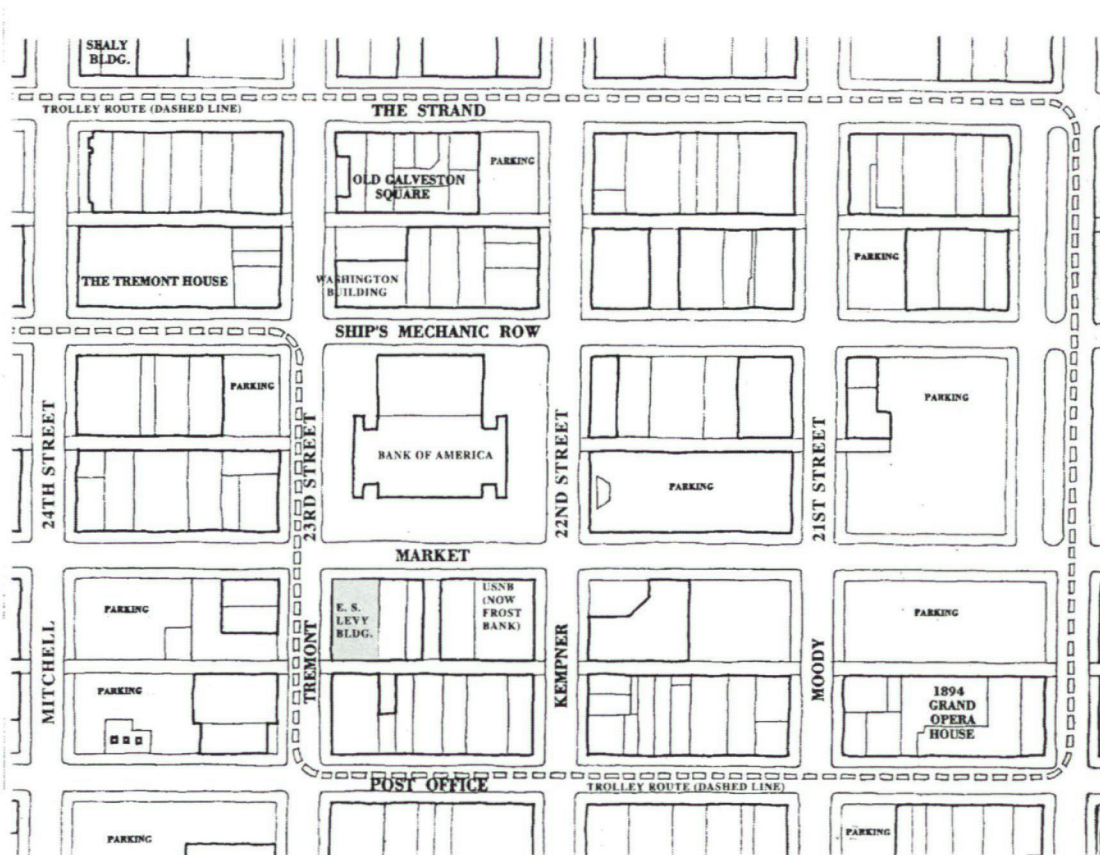 SEALY
BLDG.
TROLLEY ROUTE (DASHED LINE)
THE STRAND
OLD GALVESTON
SQUARE
PARKING
THE TREMONT HOUSE
WASHINGTON
BUILDING
PARKING
SHIP'S MECHANIC ROW
24TH STREET
PARKING
23RD STREET
BANK OF AMERICA
22ND STREET
PARKING
21ST STREET
PARKING
MARKET
MITCHELL
PARKING
PARKING
TREMONT
E. S.
LEVY
BLDG.
USNB
(NOW
FROST
BANK)
KEMPNER
MOODY
PARKING
1894
GRAND
OPERA
HOUSE
POST OFFICE
TROLLEY ROUTE (DASHED LINE)
PARKING
PARKING